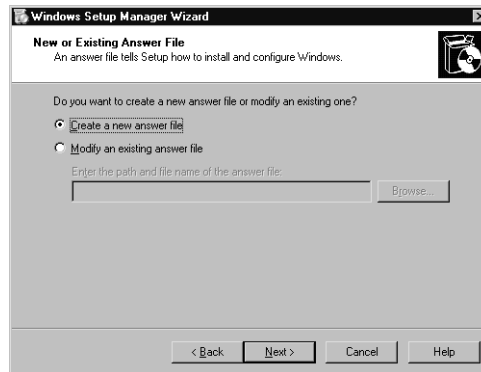 Windows Setup Manager Wizard
New or Existing Answer File
An answer file tells Setup how to install and configure Windows.
Do you want to create a new answer file or modify an existing one?
Create a new answer file
Modify an existing answer file
Enter the path and file name of the answer file:
Browse...
< Back Next > Cancel Help